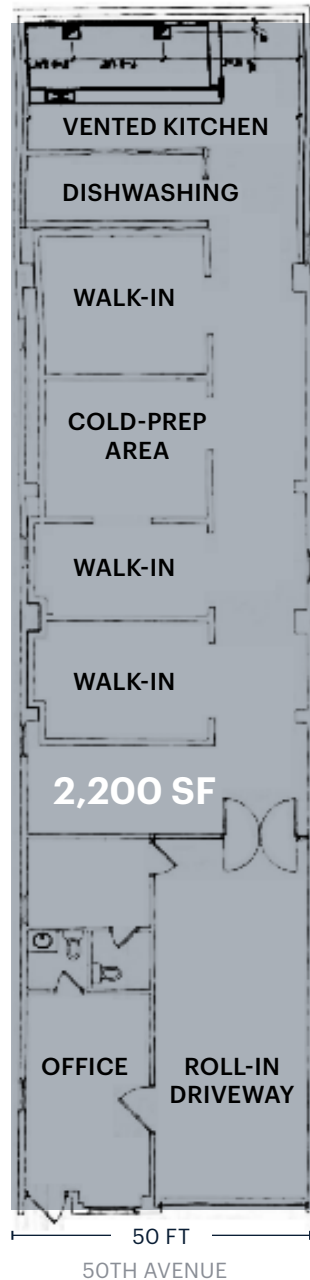 VENTED KITCHEN
DISHWASHING
WALK-IN
COLD-PREP
AREA
WALK-IN
WALK-IN
2,200 SF
OFFICE
ROLL-IN
DRIVEWAY
50 FT
50TH AVENUE